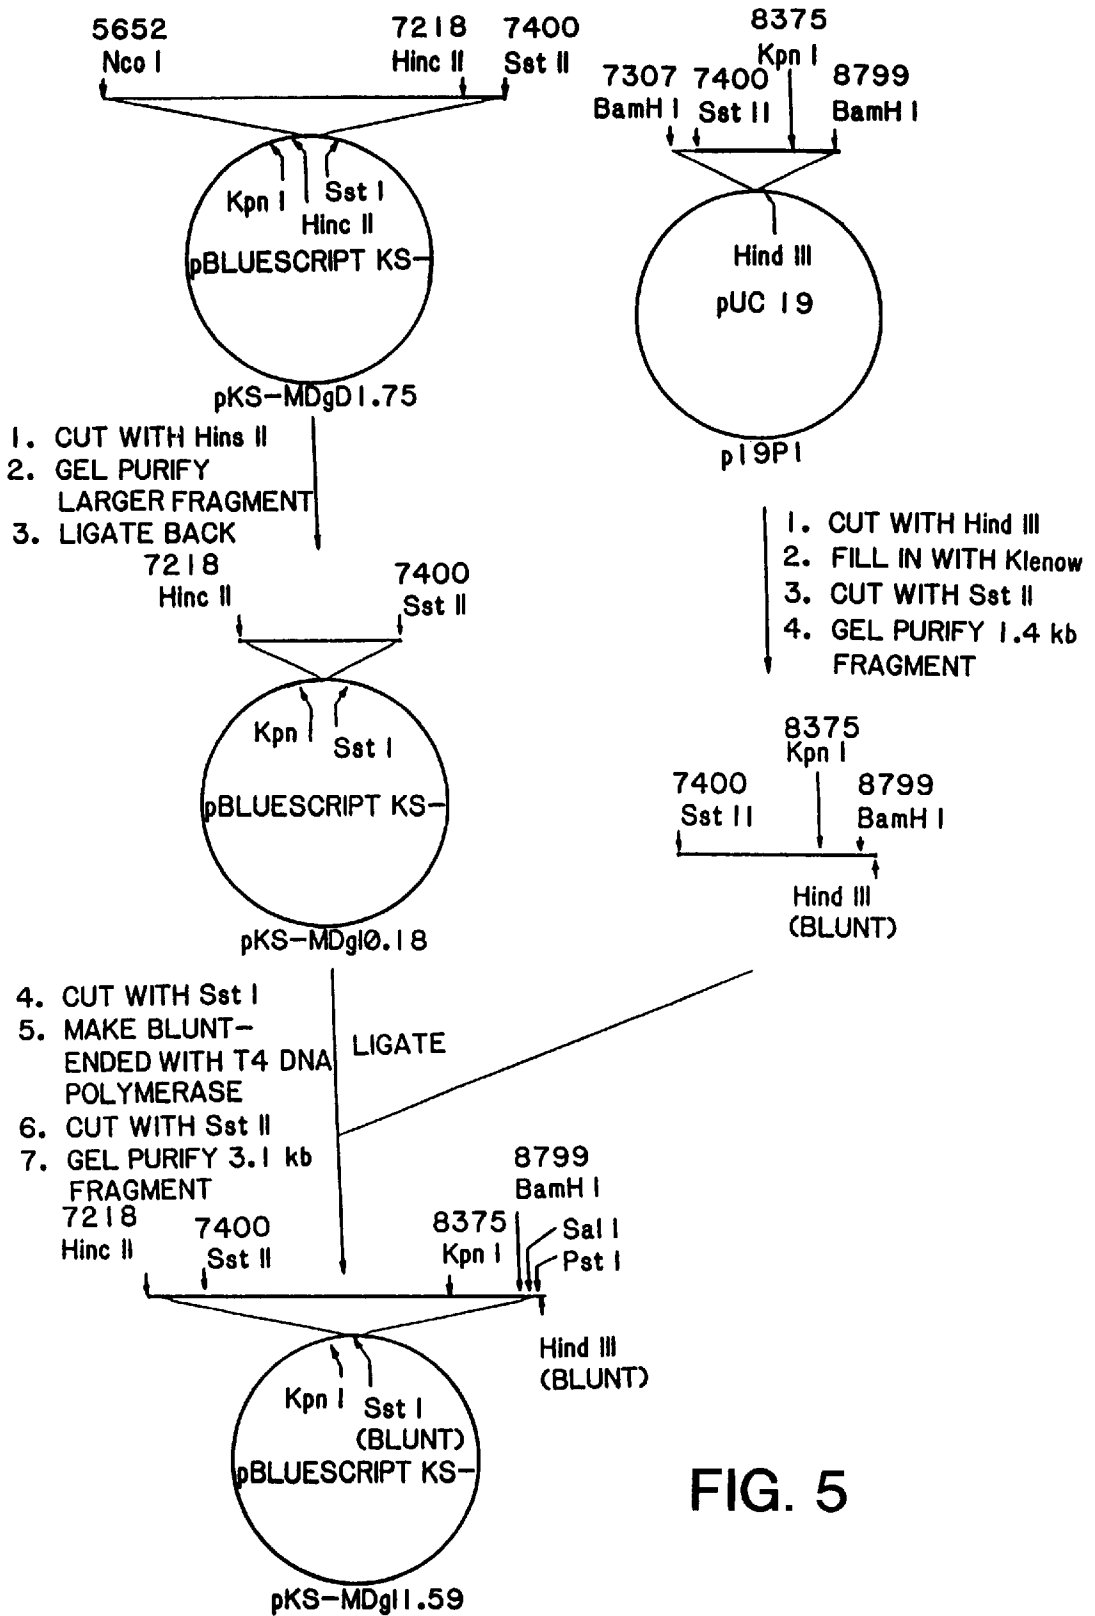 5652
Nco I
7218
Hinc II
7400
Sst II
Kpn I
Sst I
Hinc II
pBLUESCRIPT KS-
pKS-MDgD1.75
8375
Kpn I
7307
BamH I
7400
Sst II
8799
BamH I
Hind III
pUC 19
p19P1
1. CUT WITH Hins II
2. GEL PURIFY
LARGER FRAGMENT
3. LIGATE BACK
1. CUT WITH Hind III
2. FILL IN WITH Klenow
3. CUT WITH Sst II
4. GEL PURIFY 1.4 kb
FRAGMENT
7218
Hinc II
7400
Sst II
Kpn I
Sst I
pBLUESCRIPT KS-
pKS-MDgI0.18
8375
Kpn I
7400
Sst II
8799
BamH I
Hind III
(BLUNT)
4. CUT WITH Sst I
5. MAKE BLUNT-
ENDED WITH T4 DNA
POLYMERASE
6. CUT WITH Sst II
7. GEL PURIFY 3.1 kb
FRAGMENT
LIGATE
7218
Hinc II
7400
Sst II
8375
Kpn I
8799
BamH I
Sal I
Pst I
Hind III
(BLUNT)
Kpn I
Sst I
(BLUNT)
pBLUESCRIPT KS-
pKS-MDgI1.59
FIG. 5